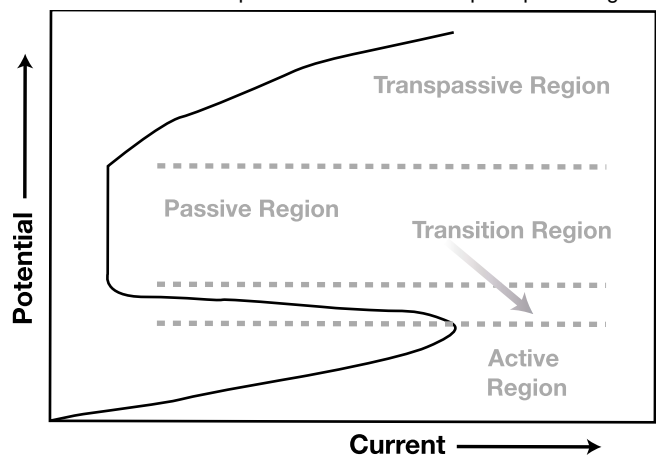 Transpassive Region
Passive Region
Transition Region
Active
Region
Potential
Current